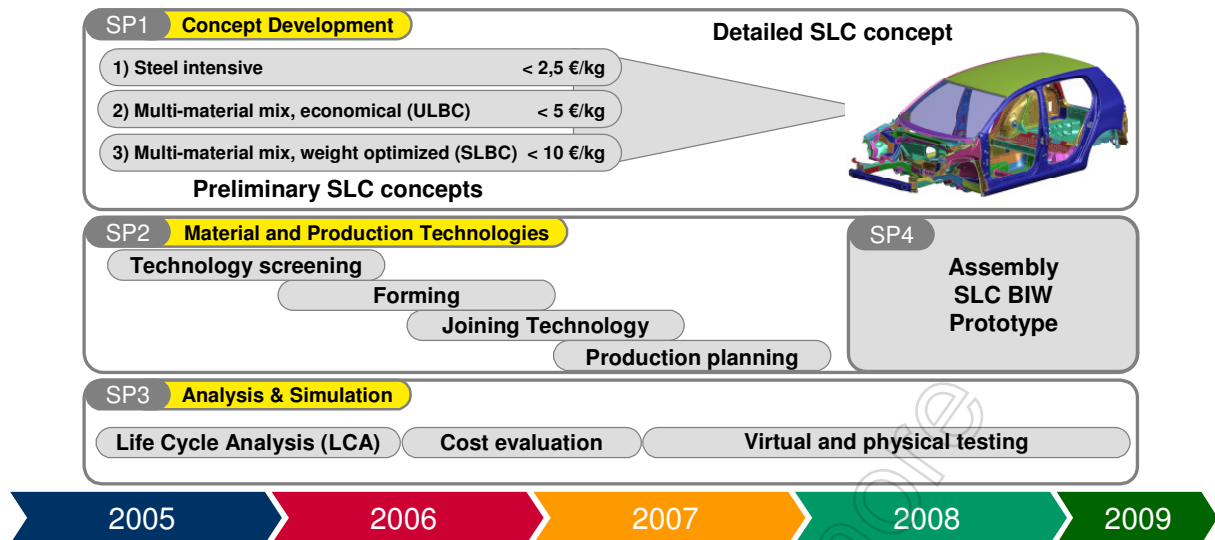 SP1 Concept Development
Detailed SLC concept
1) Steel intensive < 2,5 €/kg
2) Multi-material mix, economical (ULBC) < 5 €/kg
3) Multi-material mix, weight optimized (SLBC) < 10 €/kg
Preliminary SLC concepts
SP2 Material and Production Technologies
Technology screening
Forming
Joining Technology
Production planning
SP4
Assembly
SLC BIW
Prototype
SP3 Analysis & Simulation
Life Cycle Analysis (LCA) Cost evaluation Virtual and physical testing
more
2005 2006 2007 2008 2009